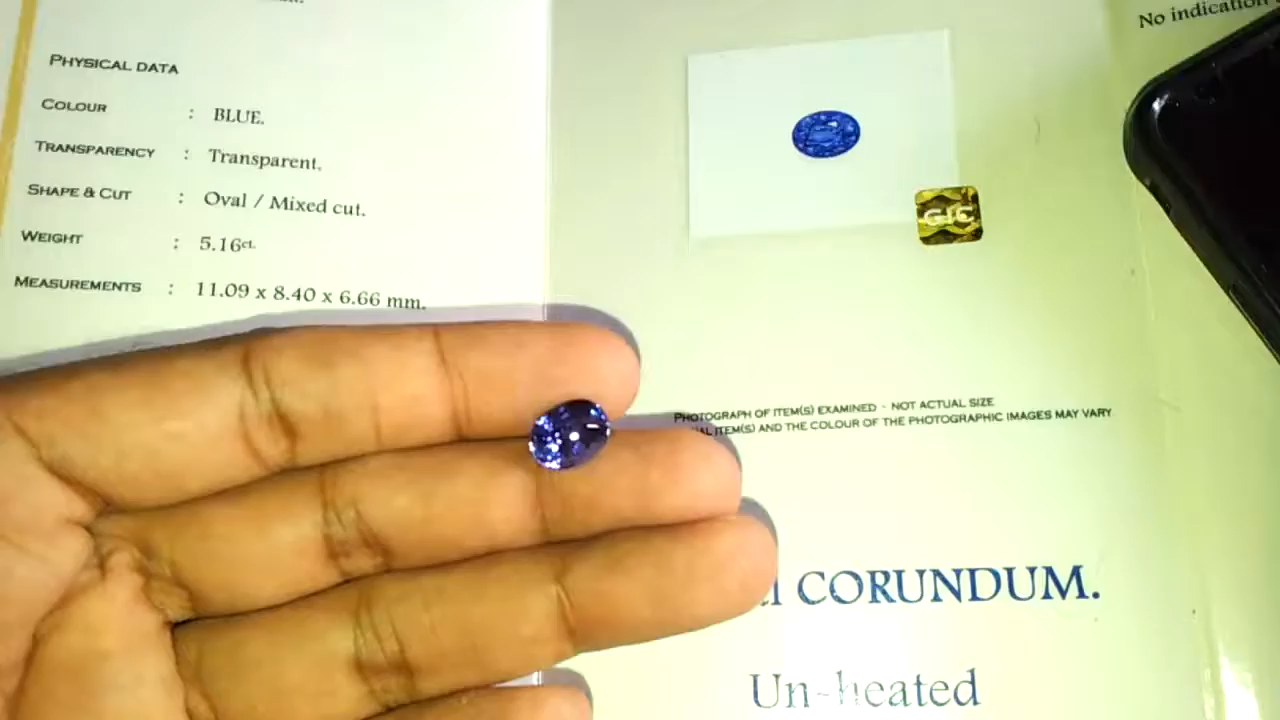 PHYSICAL DATA
COLOUR : BLUE.
TRANSPARENCY : Transparent.
SHAPE & CUT : Oval / Mixed cut.
WEIGHT : 5.16ct.
MEASUREMENTS : 11.09 x 8.40 x 6.66 mm.
No indication
GIC
PHOTOGRAPH OF ITEM(S) EXAMINED - NOT ACTUAL SIZE
ITEM(S) AND THE COLOUR OF THE PHOTOGRAPHIC IMAGES MAY VARY
CORUNDUM.
Un-heated